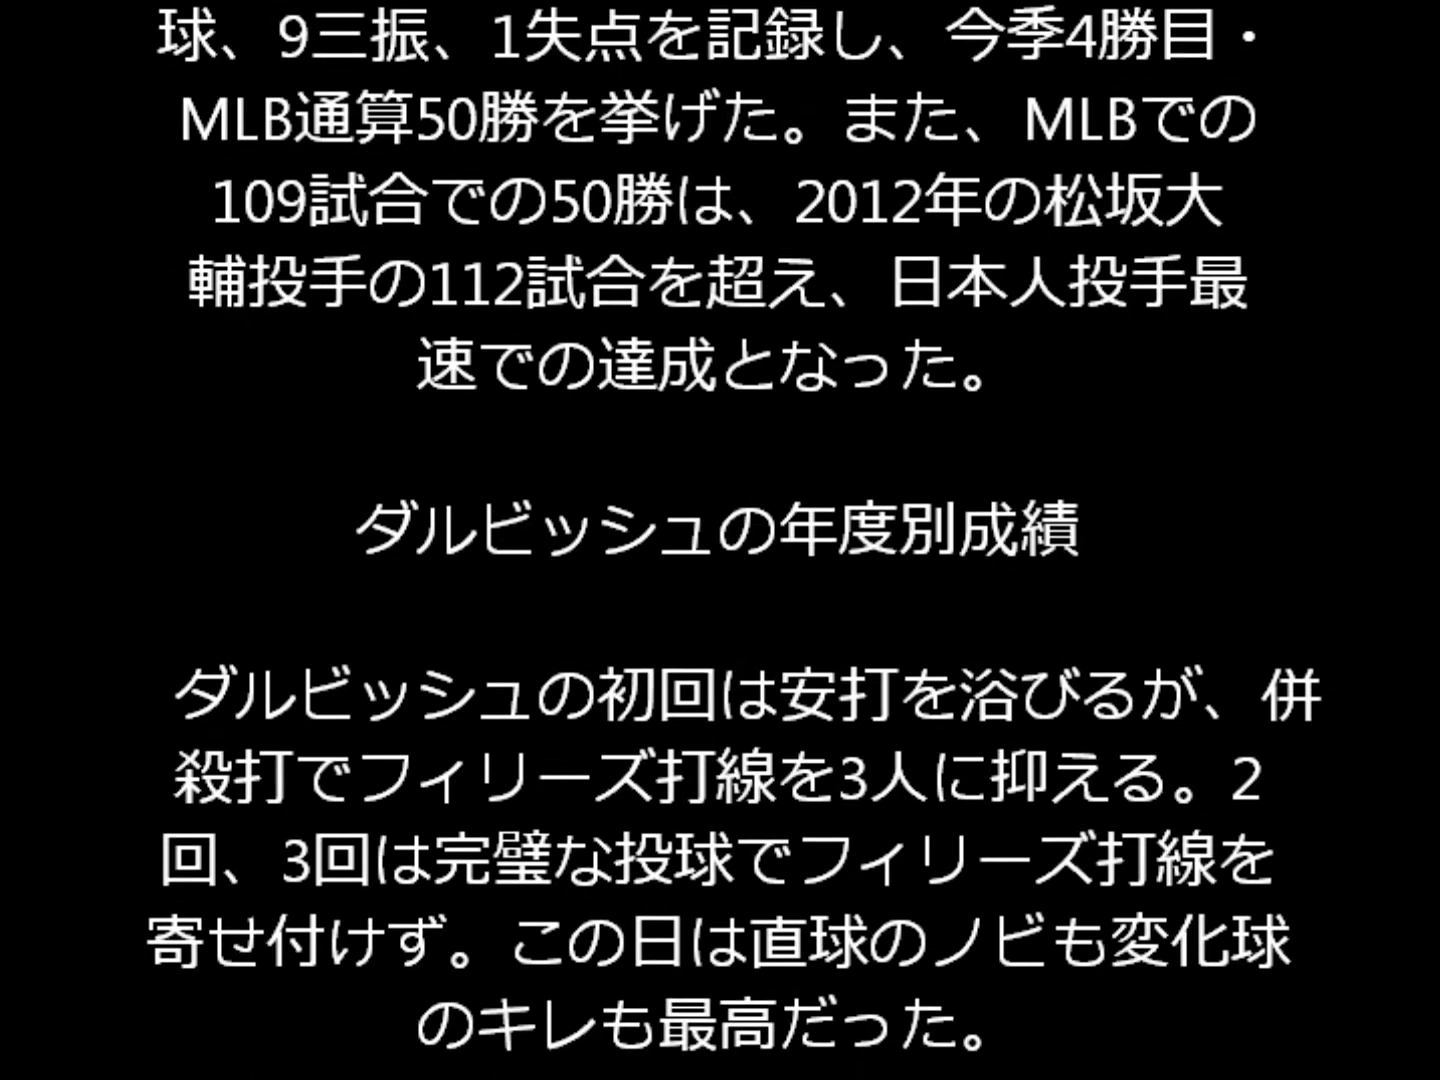 球、9三振、1失点を記録し、今季4勝目・
MLB通算50勝を挙げた。また、MLBでの
109試合での50勝は、2012年の松坂大
輔投手の112試合を超え、日本人投手最
速での達成となった。
ダルビッシュの年度別成績
ダルビッシュの初回は安打を浴びるが、併
殺打でフィリーズ打線を3人に抑える。2
回、3回は完璧な投球でフィリーズ打線を
寄せ付けず。この日は直球のノビも変化球
のキレも最高だった。